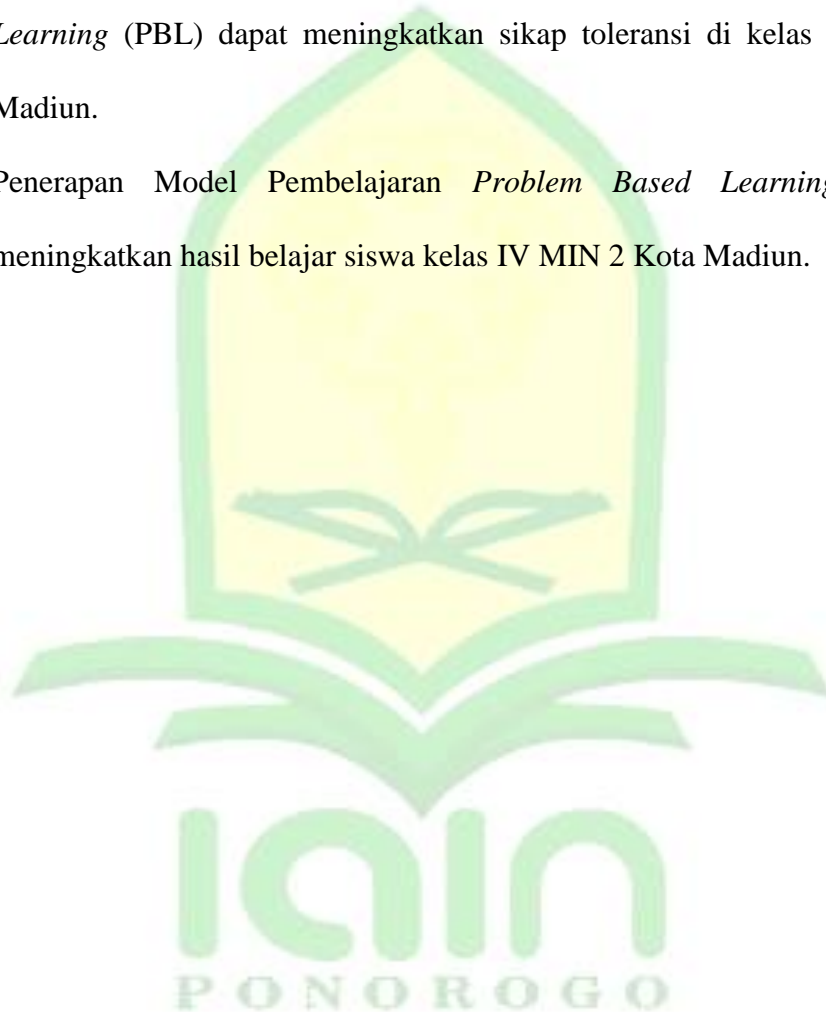 Learning (PBL) dapat meningkatkan sikap toleransi di kelas
Madiun.
Penerapan Model Pembelajaran Problem Based Learning
meningkatkan hasil belajar siswa kelas IV MIN 2 Kota Madiun.
IAIN
PONOROGO